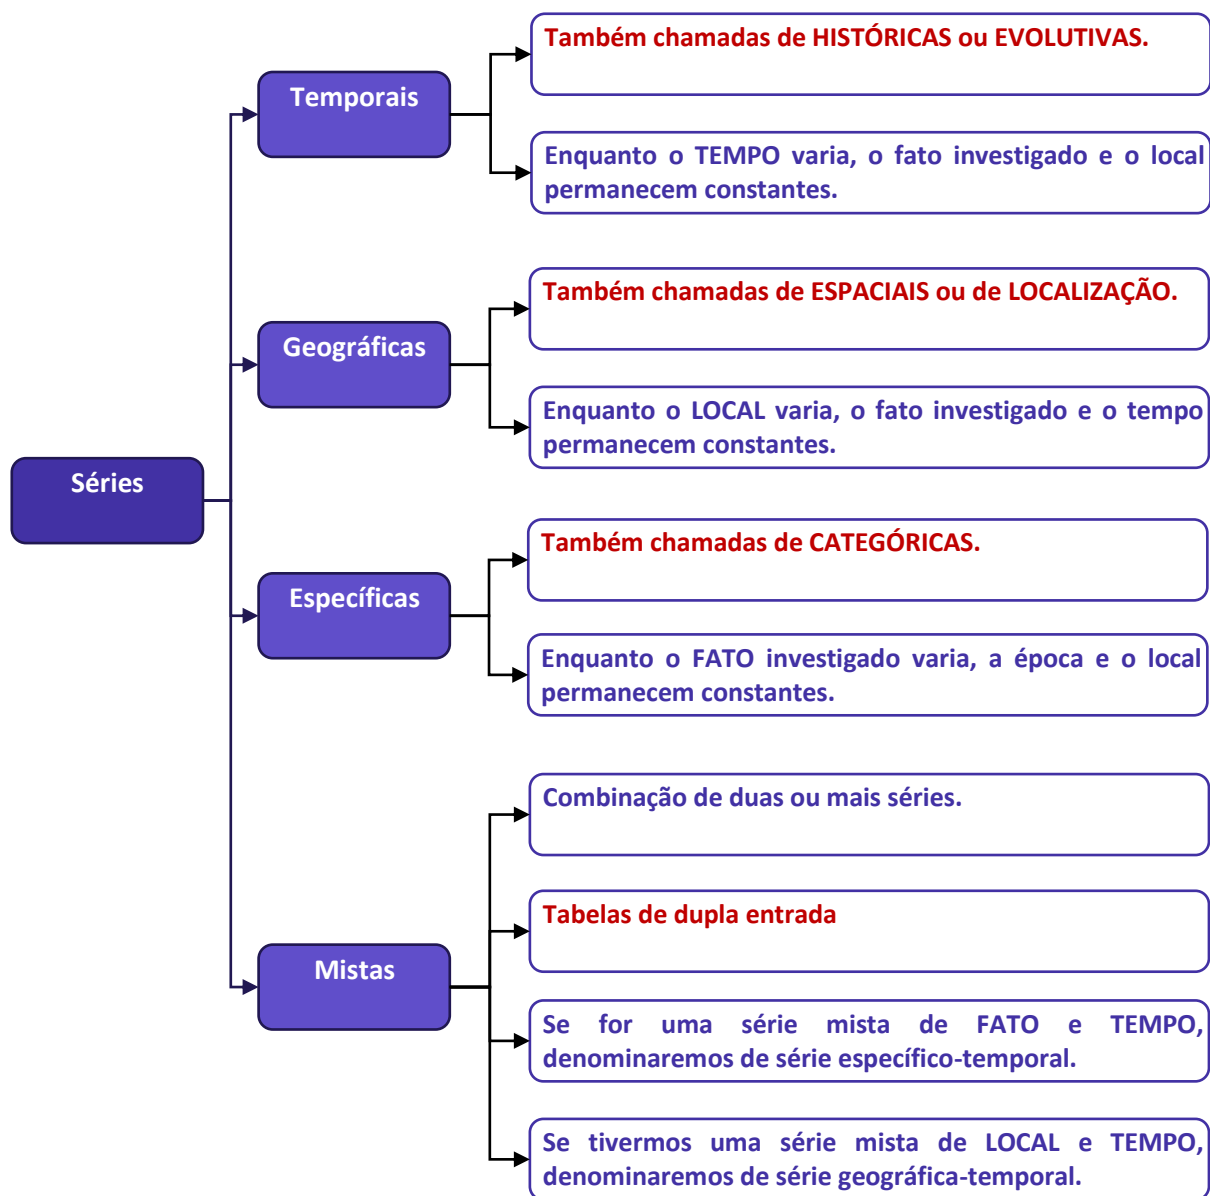 Séries
Temporais
Também chamadas de HISTÓRICAS ou EVOLUTIVAS.
Enquanto o TEMPO varia, o fato investigado e o local
permanecem constantes.
Geográficas
Também chamadas de ESPACIAIS ou de LOCALIZAÇÃO.
Enquanto o LOCAL varia, o fato investigado e o tempo
permanecem constantes.
Específicas
Também chamadas de CATEGÓRICAS.
Enquanto o FATO investigado varia, a época e o local
permanecem constantes.
Mistas
Combinação de duas ou mais séries.
Tabelas de dupla entrada
Se for uma série mista de FATO e TEMPO,
denominaremos de série específico-temporal.
Se tivermos uma série mista de LOCAL e TEMPO,
denominaremos de série geográfica-temporal.